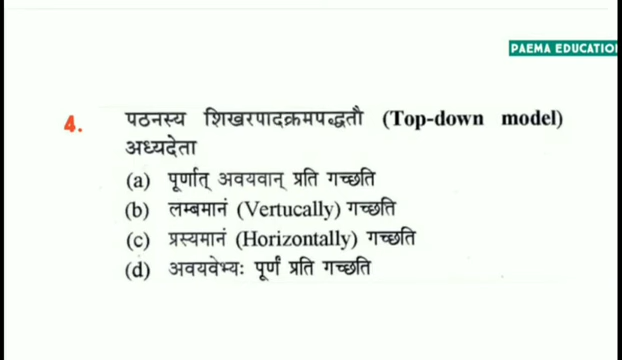 PAEMA EDUCATIO
4. पठनस्य शिखरपादक्रमपद्धतौ (Top-down model)
अध्यदेता
(a) पूर्णात् अवयवान् प्रति गच्छति
(b) लम्बमानं (Vertucally) गच्छति
(c) प्रस्यमानं (Horizontally) गच्छति
(d) अवयवेभ्यः पूर्णं प्रति गच्छति